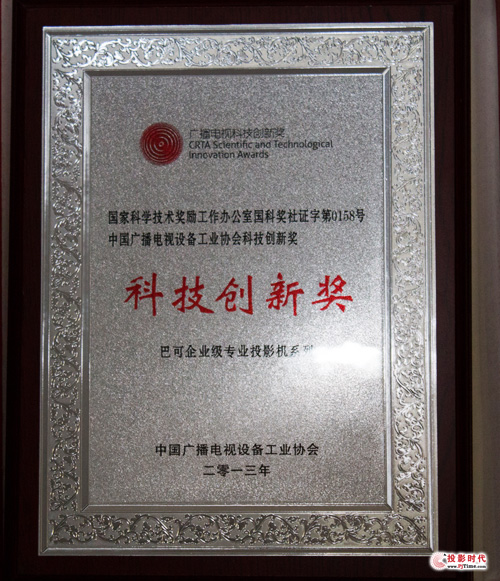 广播电视科技创新奖
CRTA Scientific and Technological
Innovation Awards
国家科学技术奖励工作办公室国科奖社证字第0158号
中国广播电视设备工业协会科技创新奖
科技创新奖
巴可企业级专业投影机系列
中国广播电视设备工业协会
二零一三年
投影时代
www.PjTime.com